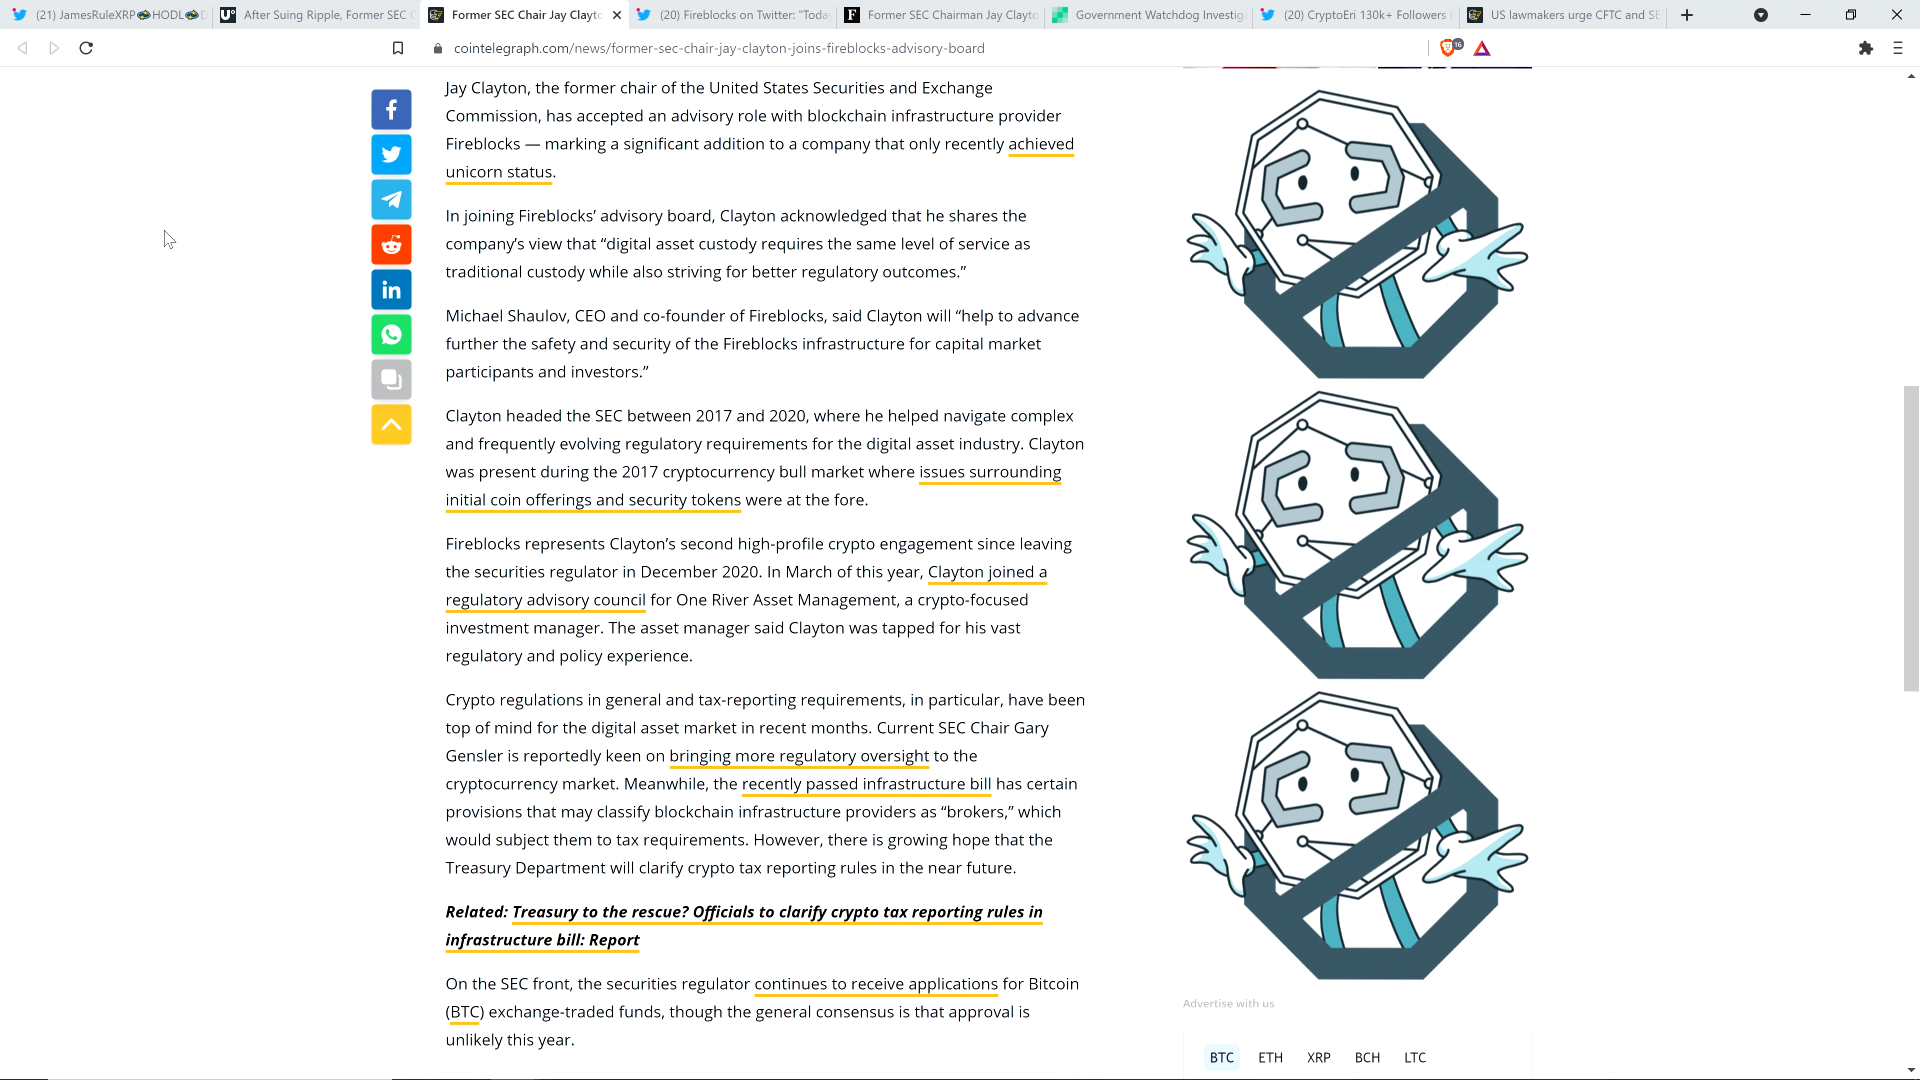 (21) JamesRuleXRP HODL
After Suing Ripple, Former SEC C
Former SEC Chair Jay Clayto
(20) Fireblocks on Twitter: "Toda
Former SEC Chairman Jay Clayto
Government Watchdog Investig
(20) CryptoEri 130k+ Followers
US lawmakers urge CFTC and SE
cointelegraph.com/news/former-sec-chair-jay-clayton-joins-fireblocks-advisory-board
16
Jay Clayton, the former chair of the United States Securities and Exchange
Commission, has accepted an advisory role with blockchain infrastructure provider
Fireblocks — marking a significant addition to a company that only recently achieved
unicorn status.
In joining Fireblocks’ advisory board, Clayton acknowledged that he shares the
company’s view that “digital asset custody requires the same level of service as
traditional custody while also striving for better regulatory outcomes.”
Michael Shaulov, CEO and co-founder of Fireblocks, said Clayton will “help to advance
further the safety and security of the Fireblocks infrastructure for capital market
participants and investors.”
Clayton headed the SEC between 2017 and 2020, where he helped navigate complex
and frequently evolving regulatory requirements for the digital asset industry. Clayton
was present during the 2017 cryptocurrency bull market where issues surrounding
initial coin offerings and security tokens were at the fore.
Fireblocks represents Clayton’s second high-profile crypto engagement since leaving
the securities regulator in December 2020. In March of this year, Clayton joined a
regulatory advisory council for One River Asset Management, a crypto-focused
investment manager. The asset manager said Clayton was tapped for his vast
regulatory and policy experience.
Crypto regulations in general and tax-reporting requirements, in particular, have been
top of mind for the digital asset market in recent months. Current SEC Chair Gary
Gensler is reportedly keen on bringing more regulatory oversight to the
cryptocurrency market. Meanwhile, the recently passed infrastructure bill has certain
provisions that may classify blockchain infrastructure providers as “brokers,” which
would subject them to tax requirements. However, there is growing hope that the
Treasury Department will clarify crypto tax reporting rules in the near future.
Related: Treasury to the rescue? Officials to clarify crypto tax reporting rules in
infrastructure bill: Report
On the SEC front, the securities regulator continues to receive applications for Bitcoin
(BTC) exchange-traded funds, though the general consensus is that approval is
unlikely this year.
Advertise with us
BTC ETH XRP BCH LTC